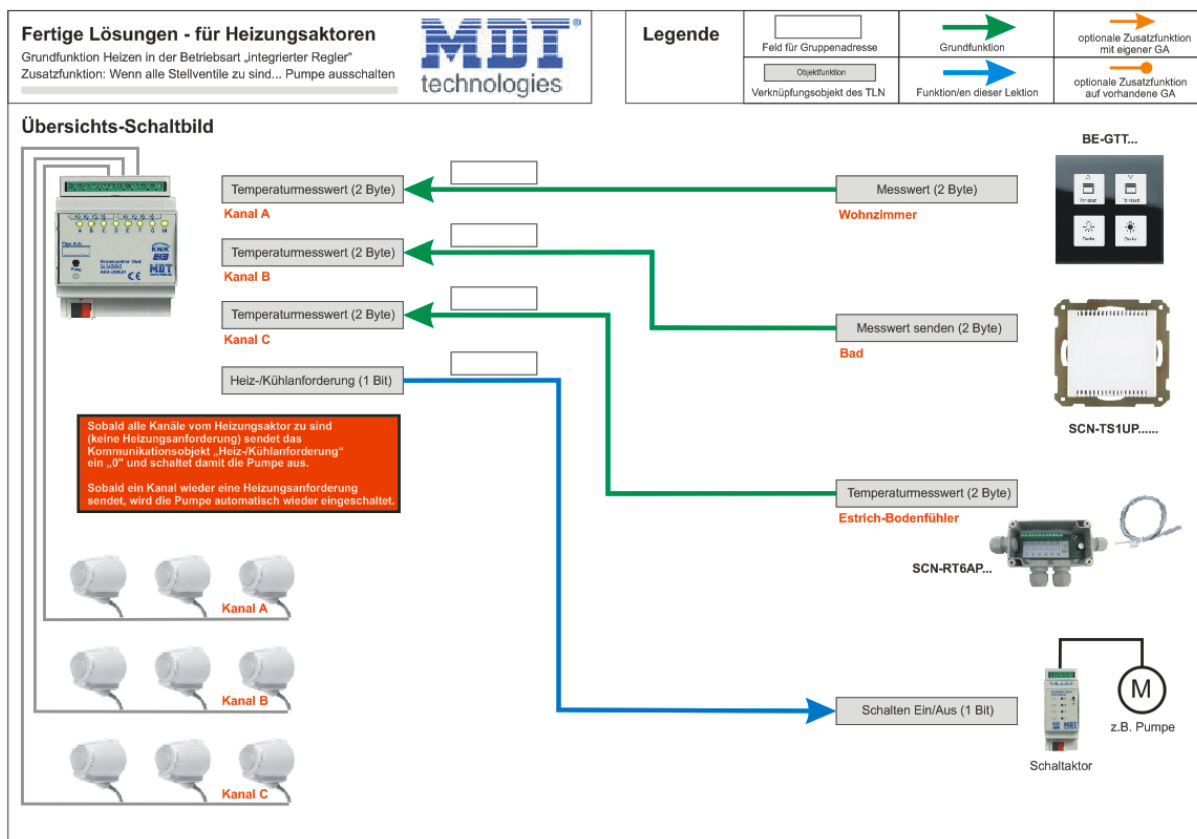 Fertige Lösungen - für Heizungsaktoren
Grundfunktion Heizen in der Betriebsart „integrierter Regler“
Zusatzfunktion: Wenn alle Stellventile zu sind... Pumpe ausschalten
MDT
technologies
Legende
Feld für Gruppenadresse
Grundfunktion
optionale Zusatzfunktion
mit eigener GA
Objektfunktion
Verknüpfungsobjekt des TLN
Funktion/en dieser Lektion
optionale Zusatzfunktion
auf vorhandene GA
Übersichts-Schaltbild
BE-GTT...
Temperaturmesswert (2 Byte)
Kanal A
Messwert (2 Byte)
Wohnzimmer
Temperaturmesswert (2 Byte)
Kanal B
Temperaturmesswert (2 Byte)
Kanal C
Messwert senden (2 Byte)
Bad
Heiz-/Kühlanforderung (1 Bit)
SCN-TS1UP......
Sobald alle Kanäle vom Heizungsaktor zu sind
(keine Heizungsanforderung) sendet das
Kommunikationsobjekt „Heiz-/Kühlanforderung“
ein „0" und schaltet damit die Pumpe aus.
Sobald ein Kanal wieder eine Heizungsanforderung
sendet, wird die Pumpe automatisch wieder eingeschaltet.
Temperaturmesswert (2 Byte)
Estrich-Bodenfühler
SCN-RT6AP...
Kanal A
Kanal B
Kanal C
Schalten Ein/Aus (1 Bit)
M
z.B. Pumpe
Schaltaktor
KNX
EIB
MDT
CE